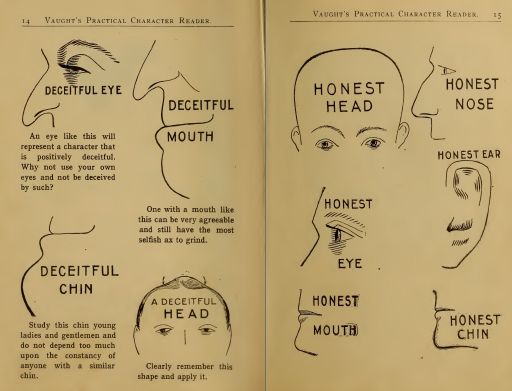 14 VAUGHT'S PRACTICAL CHARACTER READER.
DECEITFUL EYE
An eye like this will
represent a character that
is positively deceitful.
Why not use your own
eyes and not be deceived
by such?
DECEITFUL
MOUTH
One with a mouth like
this can be very agreeable
and still have the most
selfish ax to grind.
DECEITFUL
CHIN
Study this chin young
ladies and gentlemen and
do not depend too much
upon the constancy of
anyone with a similar
chin.
A DECEITFUL
HEAD
Clearly remember this
shape and apply it.
VAUGHT'S PRACTICAL CHARACTER READER. 15
HONEST
HEAD
HONEST
NOSE
HONEST EAR
HONEST
EYE
HONEST
MOUTH
HONEST
CHIN